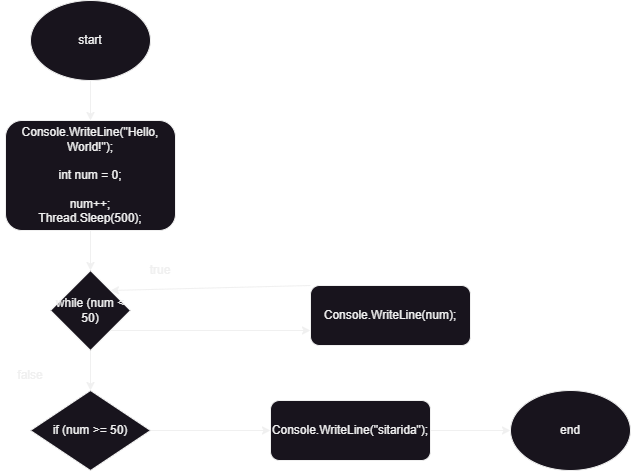 start
Console.WriteLine("Hello,
World!");
int num = 0;
num++;
Thread.Sleep(500);
true
while (num <
50)
Console.WriteLine(num);
false
if (num >= 50)
Console.WriteLine("sitarida");
end